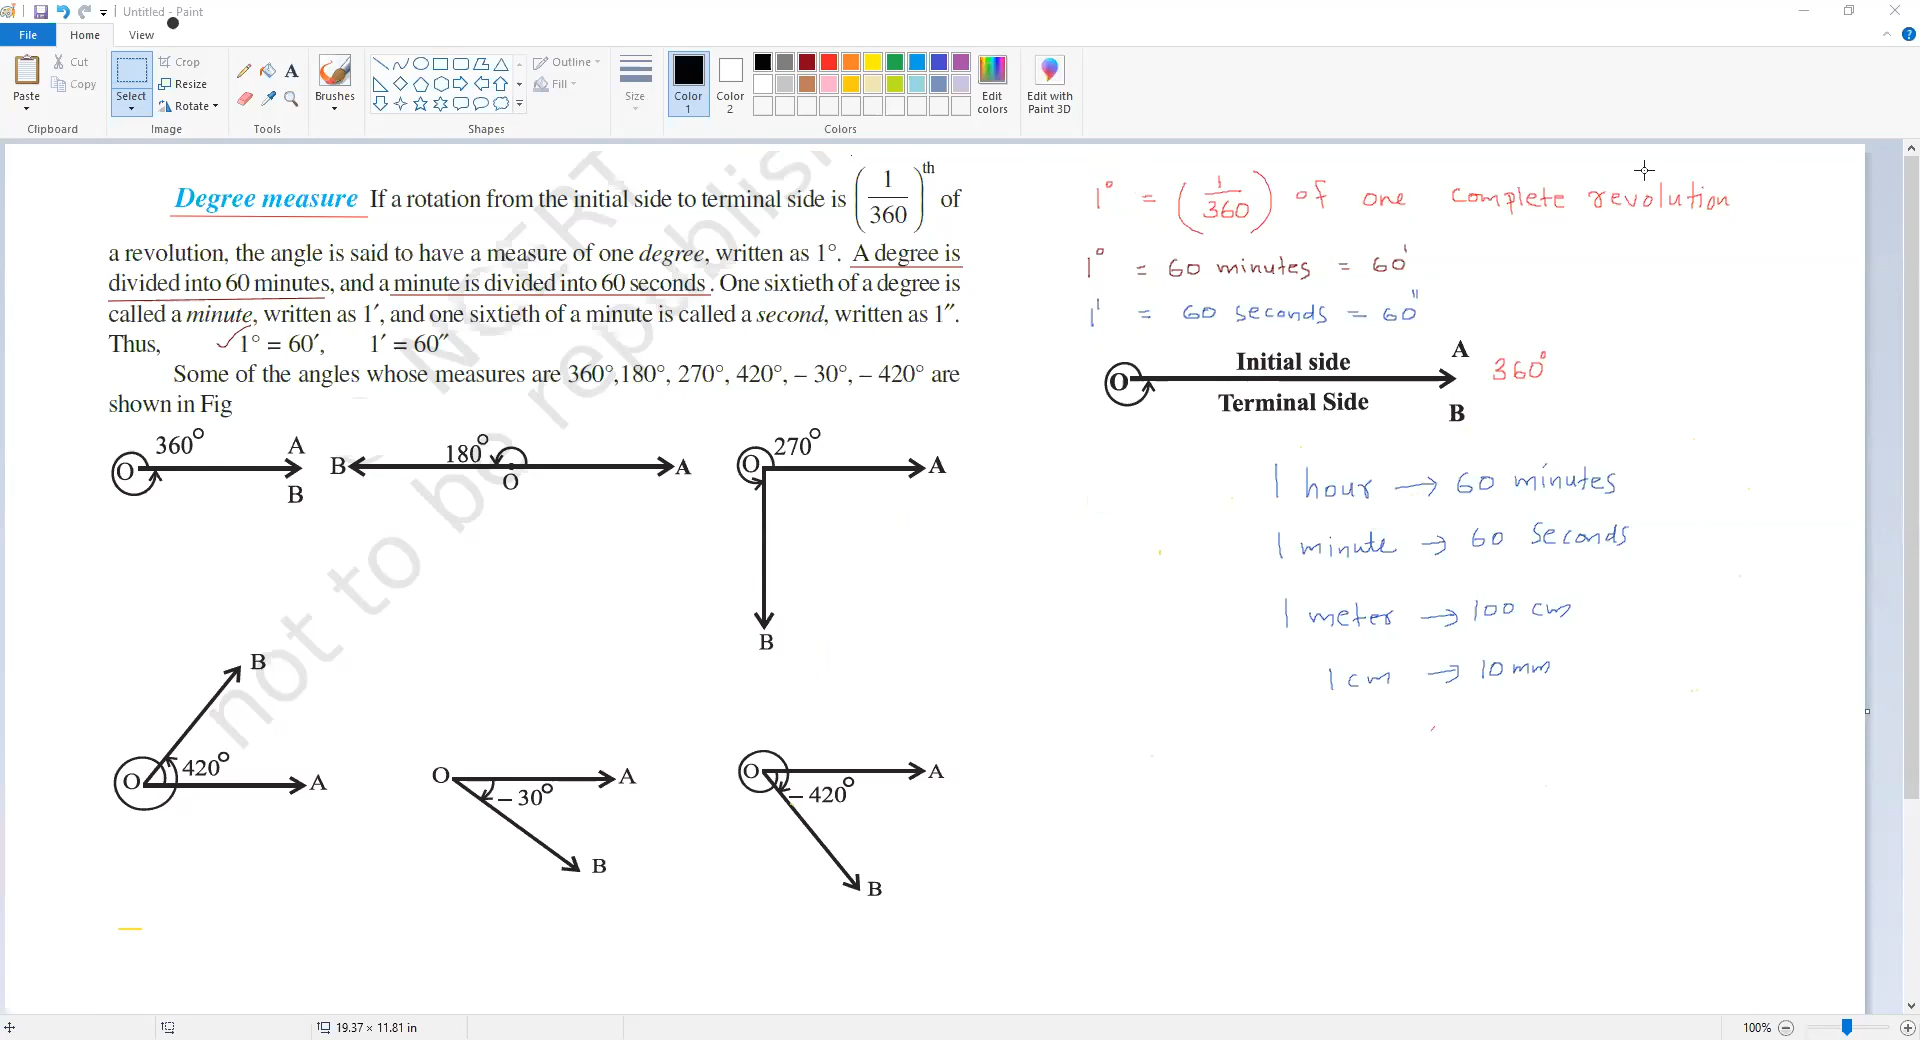 Untitled - Paint
File Home View
Paste
Cut
Copy
Clipboard
Select
Crop
Resize
Rotate
Image
A
Tools
Brushes
Outline
Fill
Shapes
Size
Color 1
Color 2
Edit colors
Colors
Edit with Paint 3D
Degree measure If a rotation from the initial side to terminal side is (1/360)th of
a revolution, the angle is said to have a measure of one degree, written as 1°. A degree is
divided into 60 minutes, and a minute is divided into 60 seconds . One sixtieth of a degree is
called a minute, written as 1′, and one sixtieth of a minute is called a second, written as 1″.
Thus, 1° = 60′, 1′ = 60″
Some of the angles whose measures are 360°,180°, 270°, 420°, – 30°, – 420° are
shown in Fig
360° O A B
B 180° O A
O 270° A B
B O 420° A
O – 30° A B
O – 420° A B
NCERT
not to be republish
1° = (1/360) of one complete revolution
1° = 60 minutes = 60'
1' = 60 seconds = 60"
O Initial side A 360°
Terminal Side B
1 hour → 60 minutes
1 minute → 60 Seconds
1 meter → 100 cm
1 cm → 10 mm
19.37 × 11.81 in
100%